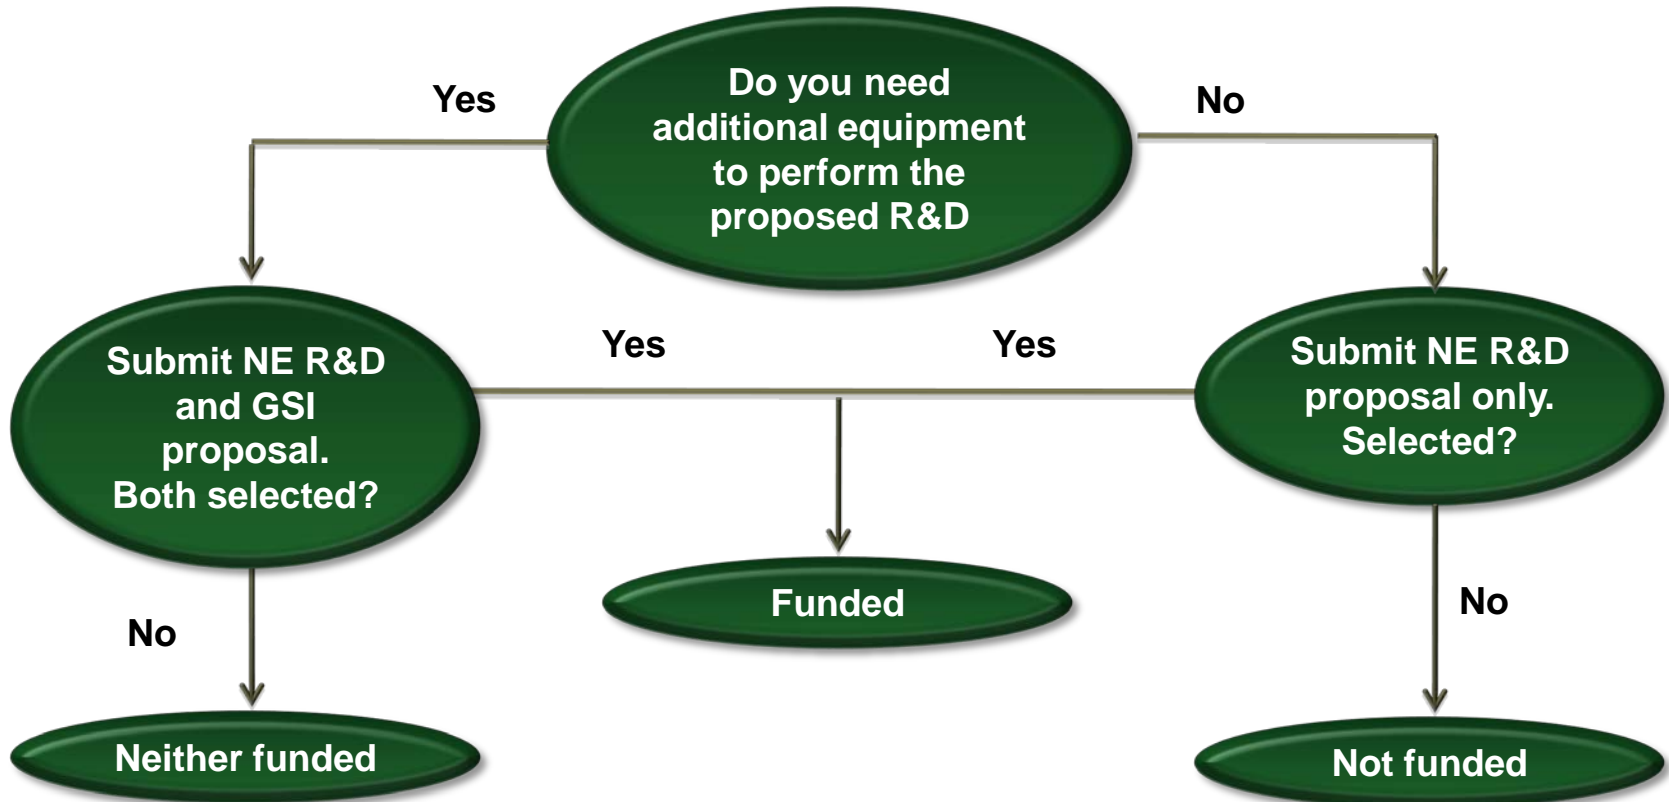 Do you need
additional equipment
to perform the
proposed R&D
Yes
No
Submit NE R&D
and GSI
proposal.
Both selected?
Yes
Yes
Submit NE R&D
proposal only.
Selected?
Funded
No
No
Neither funded
Not funded